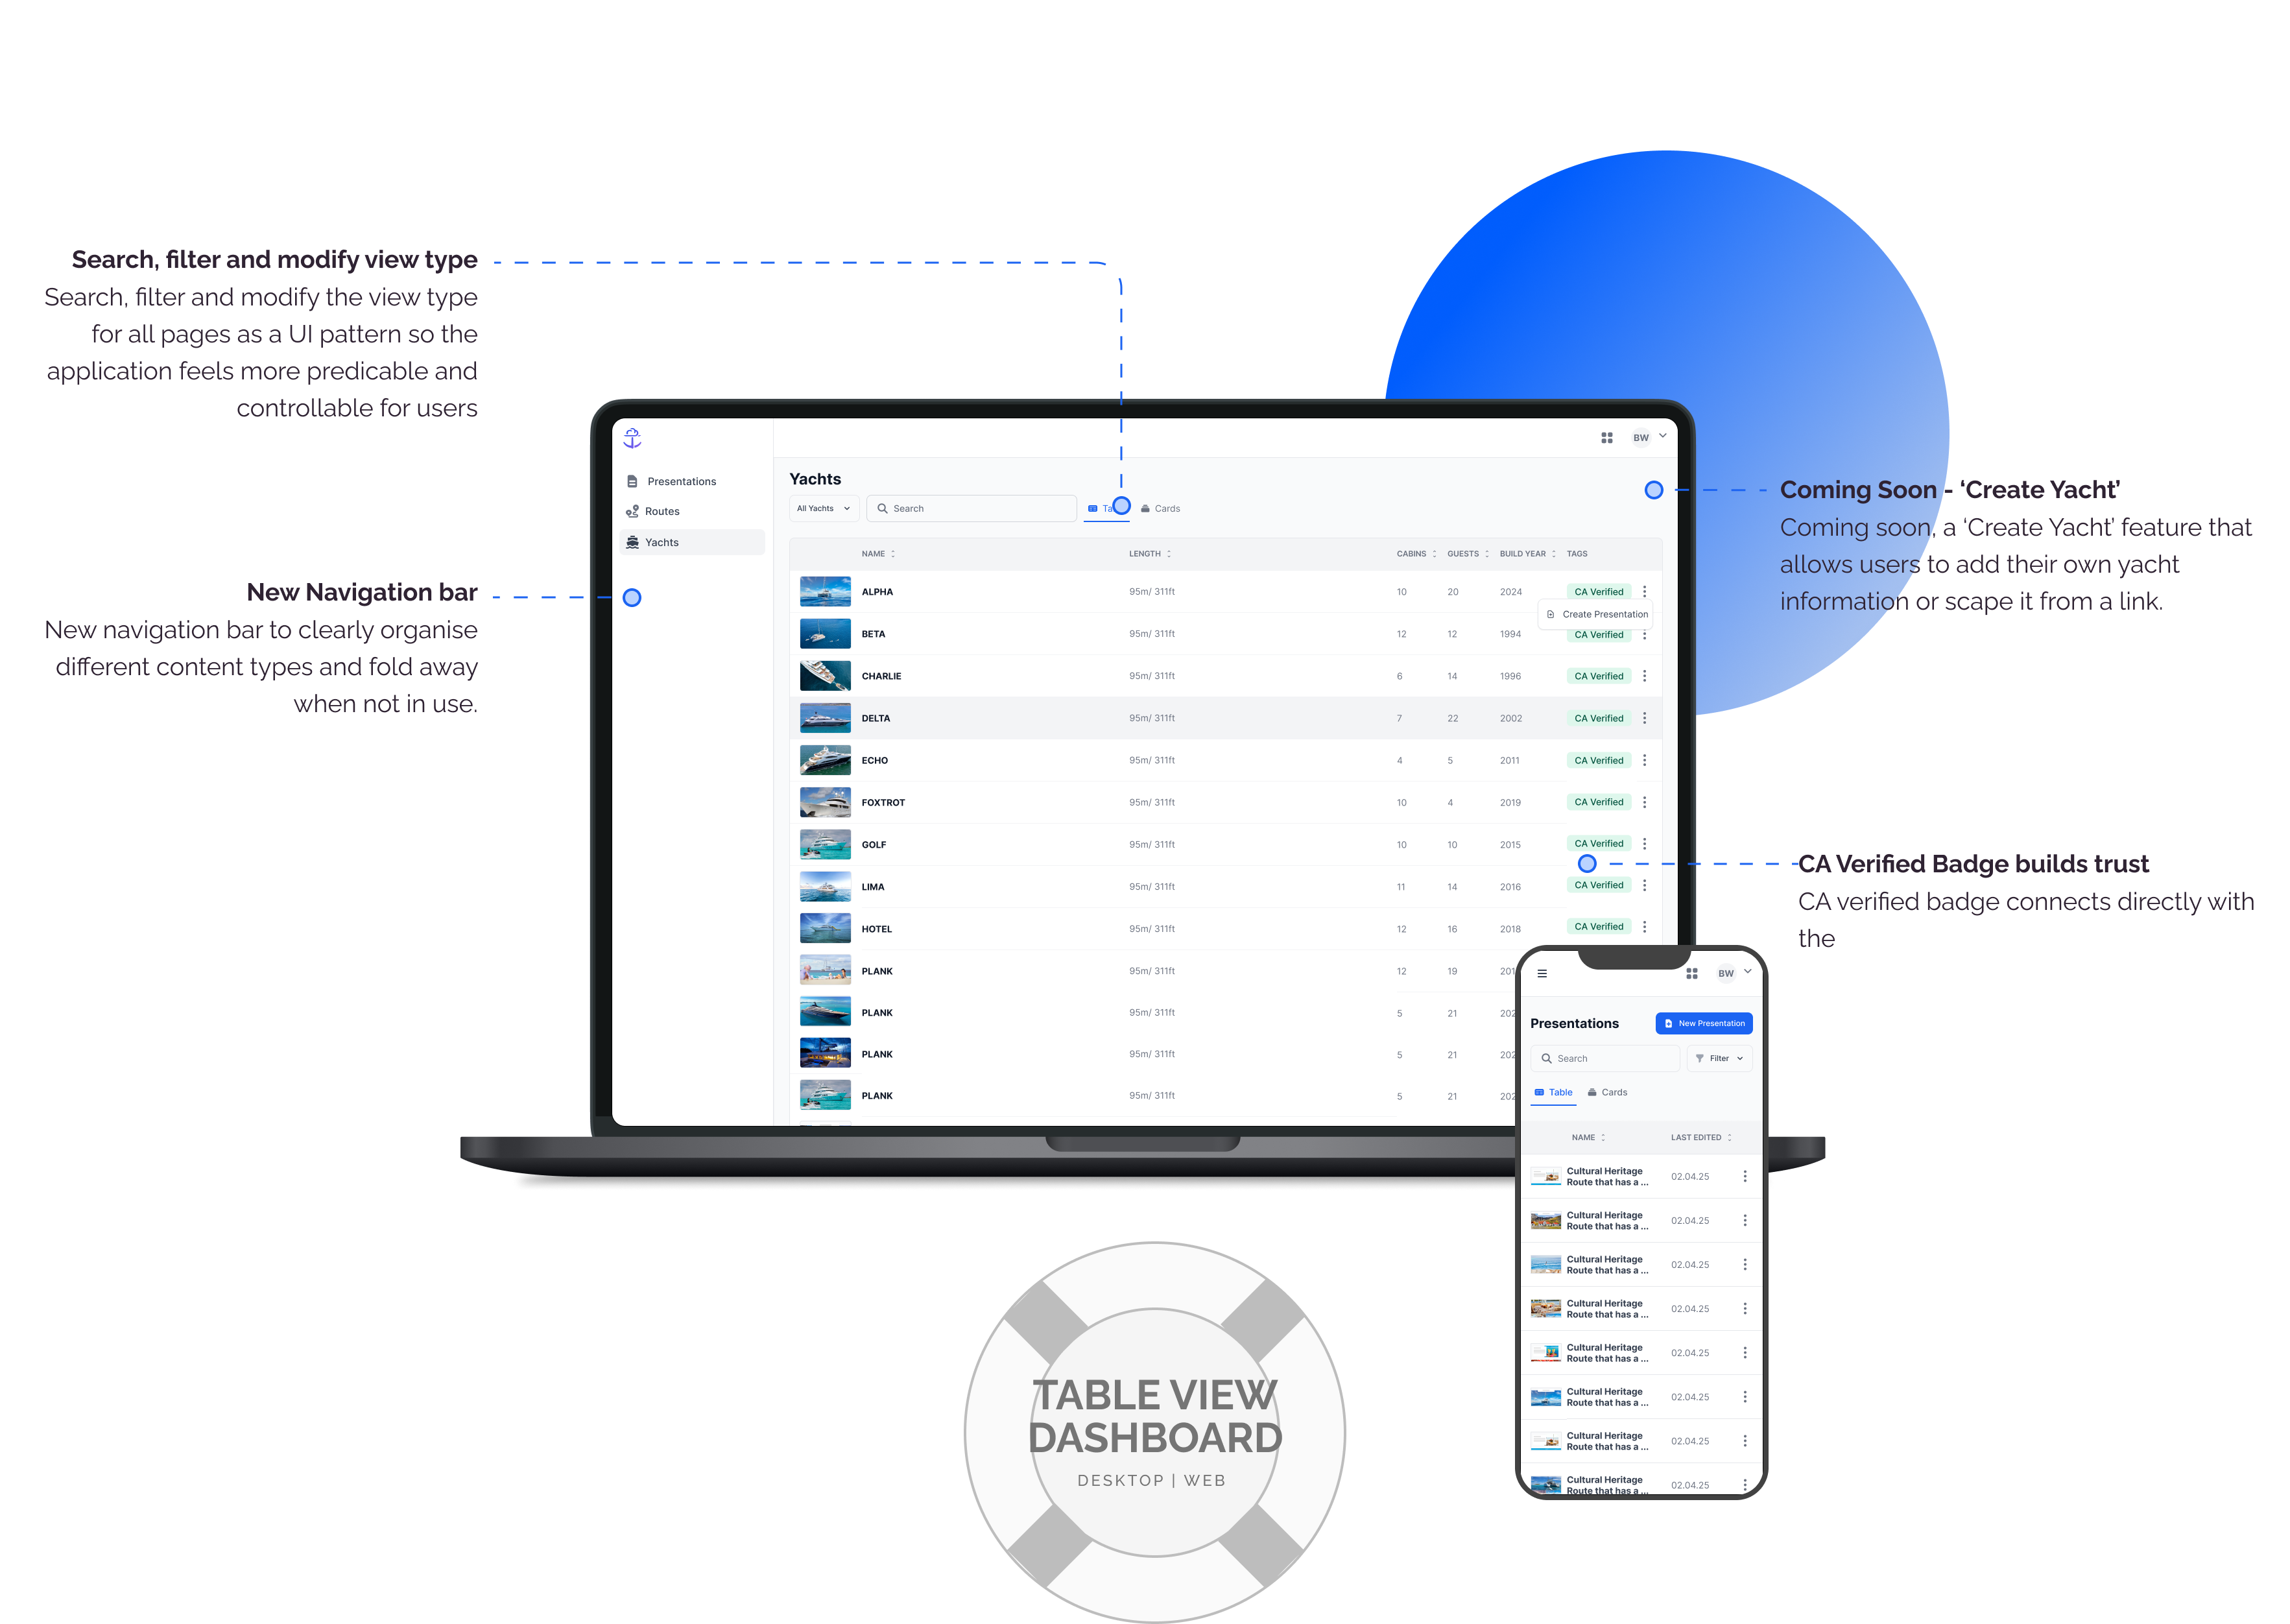 Search, filter and modify view type
Search, filter and modify the view type
for all pages as a UI pattern so the
application feels more predicable and
controllable for users
New Navigation bar
New navigation bar to clearly organise
different content types and fold away
when not in use.
BW
Presentations
Routes
Yachts
Yachts
All Yachts
Search
Cards
NAME LENGTH CABINS GUESTS BUILD YEAR TAGS
ALPHA 95m/ 311ft 10 20 2024 CA Verified
Create Presentation
BETA 95m/ 311ft 12 12 1994 CA Verified
CHARLIE 95m/ 311ft 6 14 1996 CA Verified
DELTA 95m/ 311ft 7 22 2002 CA Verified
ECHO 95m/ 311ft 4 5 2011 CA Verified
FOXTROT 95m/ 311ft 10 4 2019 CA Verified
GOLF 95m/ 311ft 10 10 2015 CA Verified
LIMA 95m/ 311ft 11 14 2016 CA Verified
HOTEL 95m/ 311ft 12 16 2018 CA Verified
PLANK 95m/ 311ft 12 19
PLANK 95m/ 311ft 5 21
PLANK 95m/ 311ft 5 21
PLANK 95m/ 311ft 5 21
Coming Soon - ‘Create Yacht’
Coming soon, a ‘Create Yacht’ feature that
allows users to add their own yacht
information or scape it from a link.
CA Verified Badge builds trust
CA verified badge connects directly with
the
BW
Presentations
New Presentation
Search
Filter
Table Cards
NAME LAST EDITED
Cultural Heritage
Route that has a ...
02.04.25
Cultural Heritage
Route that has a ...
02.04.25
Cultural Heritage
Route that has a ...
02.04.25
Cultural Heritage
Route that has a ...
02.04.25
Cultural Heritage
Route that has a ...
02.04.25
Cultural Heritage
Route that has a ...
02.04.25
Cultural Heritage
Route that has a ...
02.04.25
Cultural Heritage
Route that has a ...
02.04.25
TABLE VIEW
DASHBOARD
DESKTOP | WEB